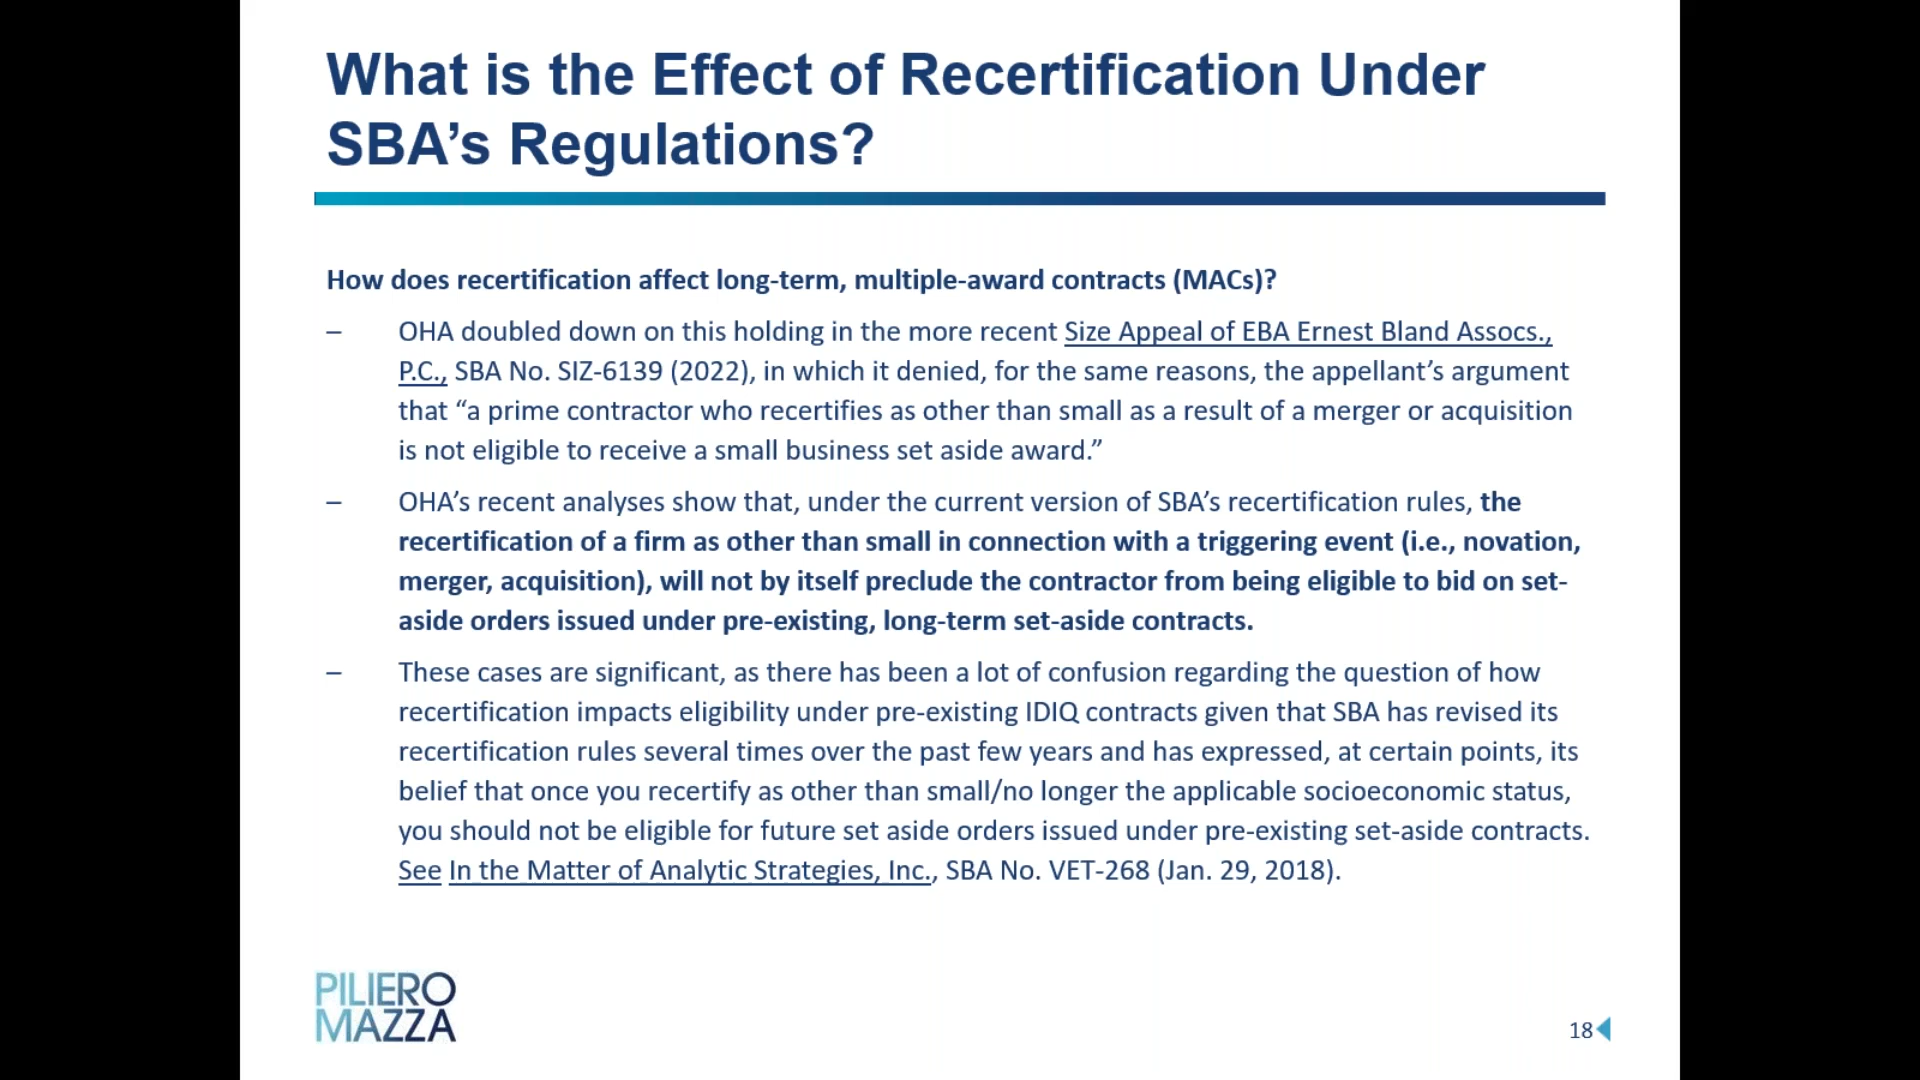 What is the Effect of Recertification Under
SBA’s Regulations?
How does recertification affect long-term, multiple-award contracts (MACs)?
– OHA doubled down on this holding in the more recent Size Appeal of EBA Ernest Bland Assocs.,
P.C., SBA No. SIZ-6139 (2022), in which it denied, for the same reasons, the appellant’s argument
that “a prime contractor who recertifies as other than small as a result of a merger or acquisition
is not eligible to receive a small business set aside award.”
– OHA’s recent analyses show that, under the current version of SBA’s recertification rules, the
recertification of a firm as other than small in connection with a triggering event (i.e., novation,
merger, acquisition), will not by itself preclude the contractor from being eligible to bid on set-
aside orders issued under pre-existing, long-term set-aside contracts.
– These cases are significant, as there has been a lot of confusion regarding the question of how
recertification impacts eligibility under pre-existing IDIQ contracts given that SBA has revised its
recertification rules several times over the past few years and has expressed, at certain points, its
belief that once you recertify as other than small/no longer the applicable socioeconomic status,
you should not be eligible for future set aside orders issued under pre-existing set-aside contracts.
See In the Matter of Analytic Strategies, Inc., SBA No. VET-268 (Jan. 29, 2018).
PILIERO
MAZZA
18